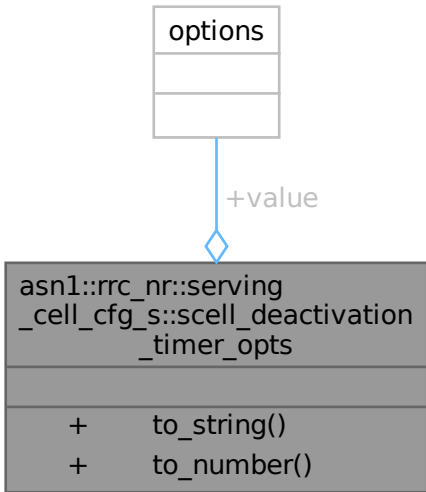 options
+value
asn1::rrc_nr::serving
_cell_cfg_s::scell_deactivation
_timer_opts
+ to_string()
+ to_number()